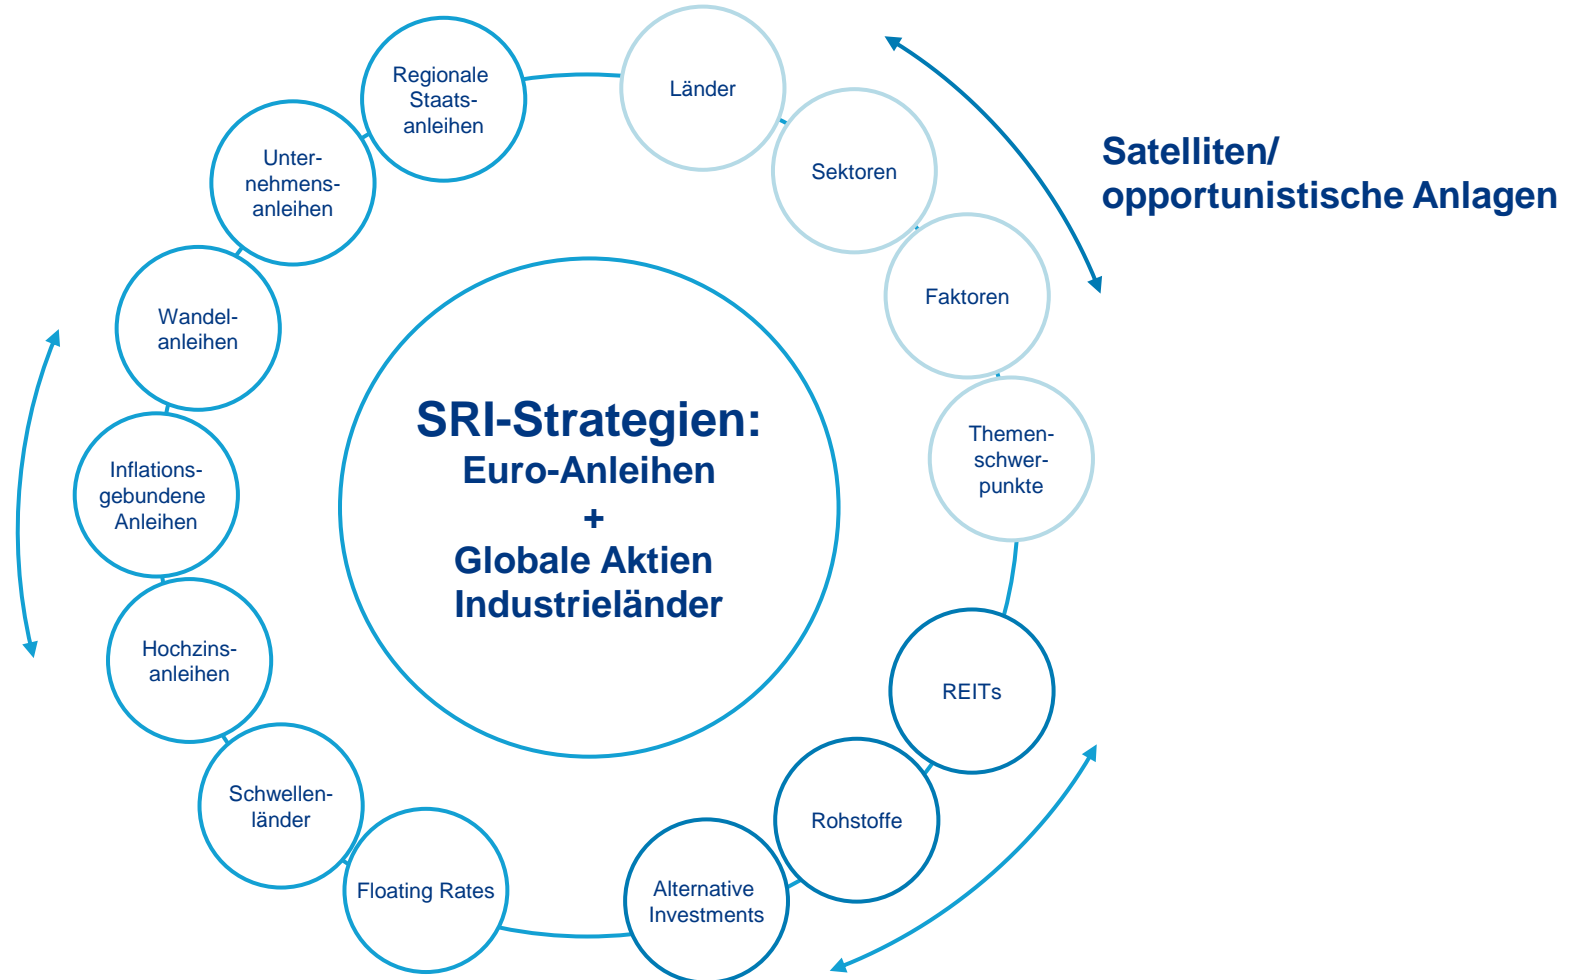 Regionale
Staats-
anleihen
Länder
Unter-
nehmens-
anleihen
Sektoren
Satelliten/
opportunistische Anlagen
Wandel-
anleihen
Faktoren
SRI-Strategien:
Euro-Anleihen
+
Globale Aktien
Industrieländer
Themen-
schwer-
punkte
Inflations-
gebundene
Anleihen
Hochzins-
anleihen
REITs
Schwellen-
länder
Rohstoffe
Floating Rates
Alternative
Investments